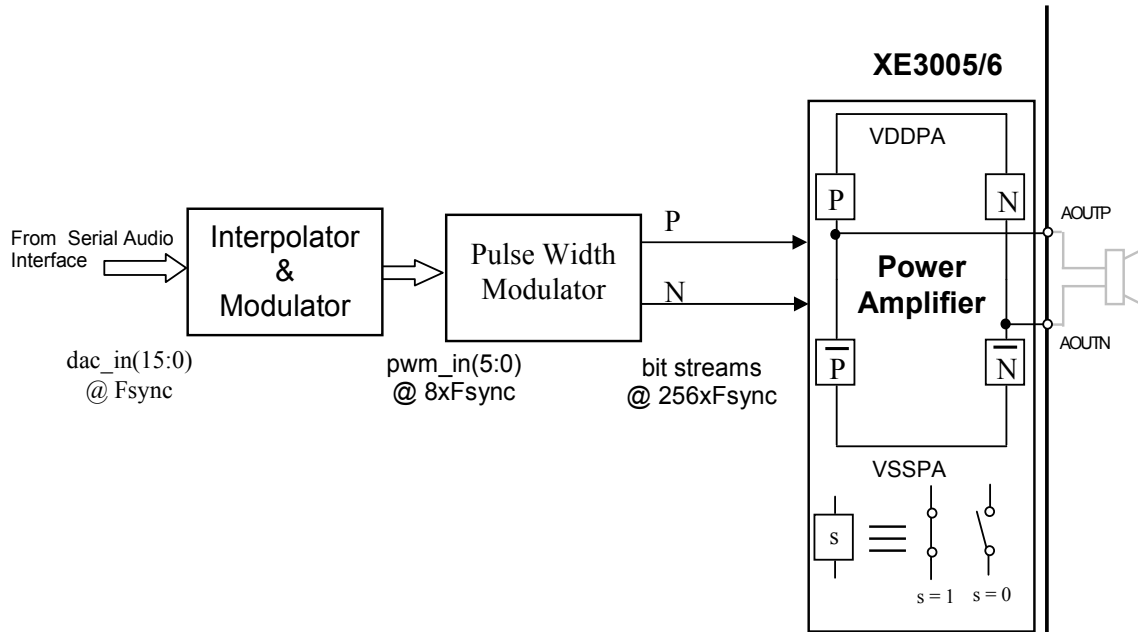 XE3005/6
VDDPA
P
N
AOUTP
From Serial Audio
Interface
Interpolator
&
Modulator
Pulse Width
Modulator
P
N
Power
Amplifier
AOUTN
P̅
N̅
dac_in(15:0)
@ Fsync
pwm_in(5:0)
@ 8xFsync
bit streams
@ 256xFsync
VSSPA
s
s = 1
s = 0